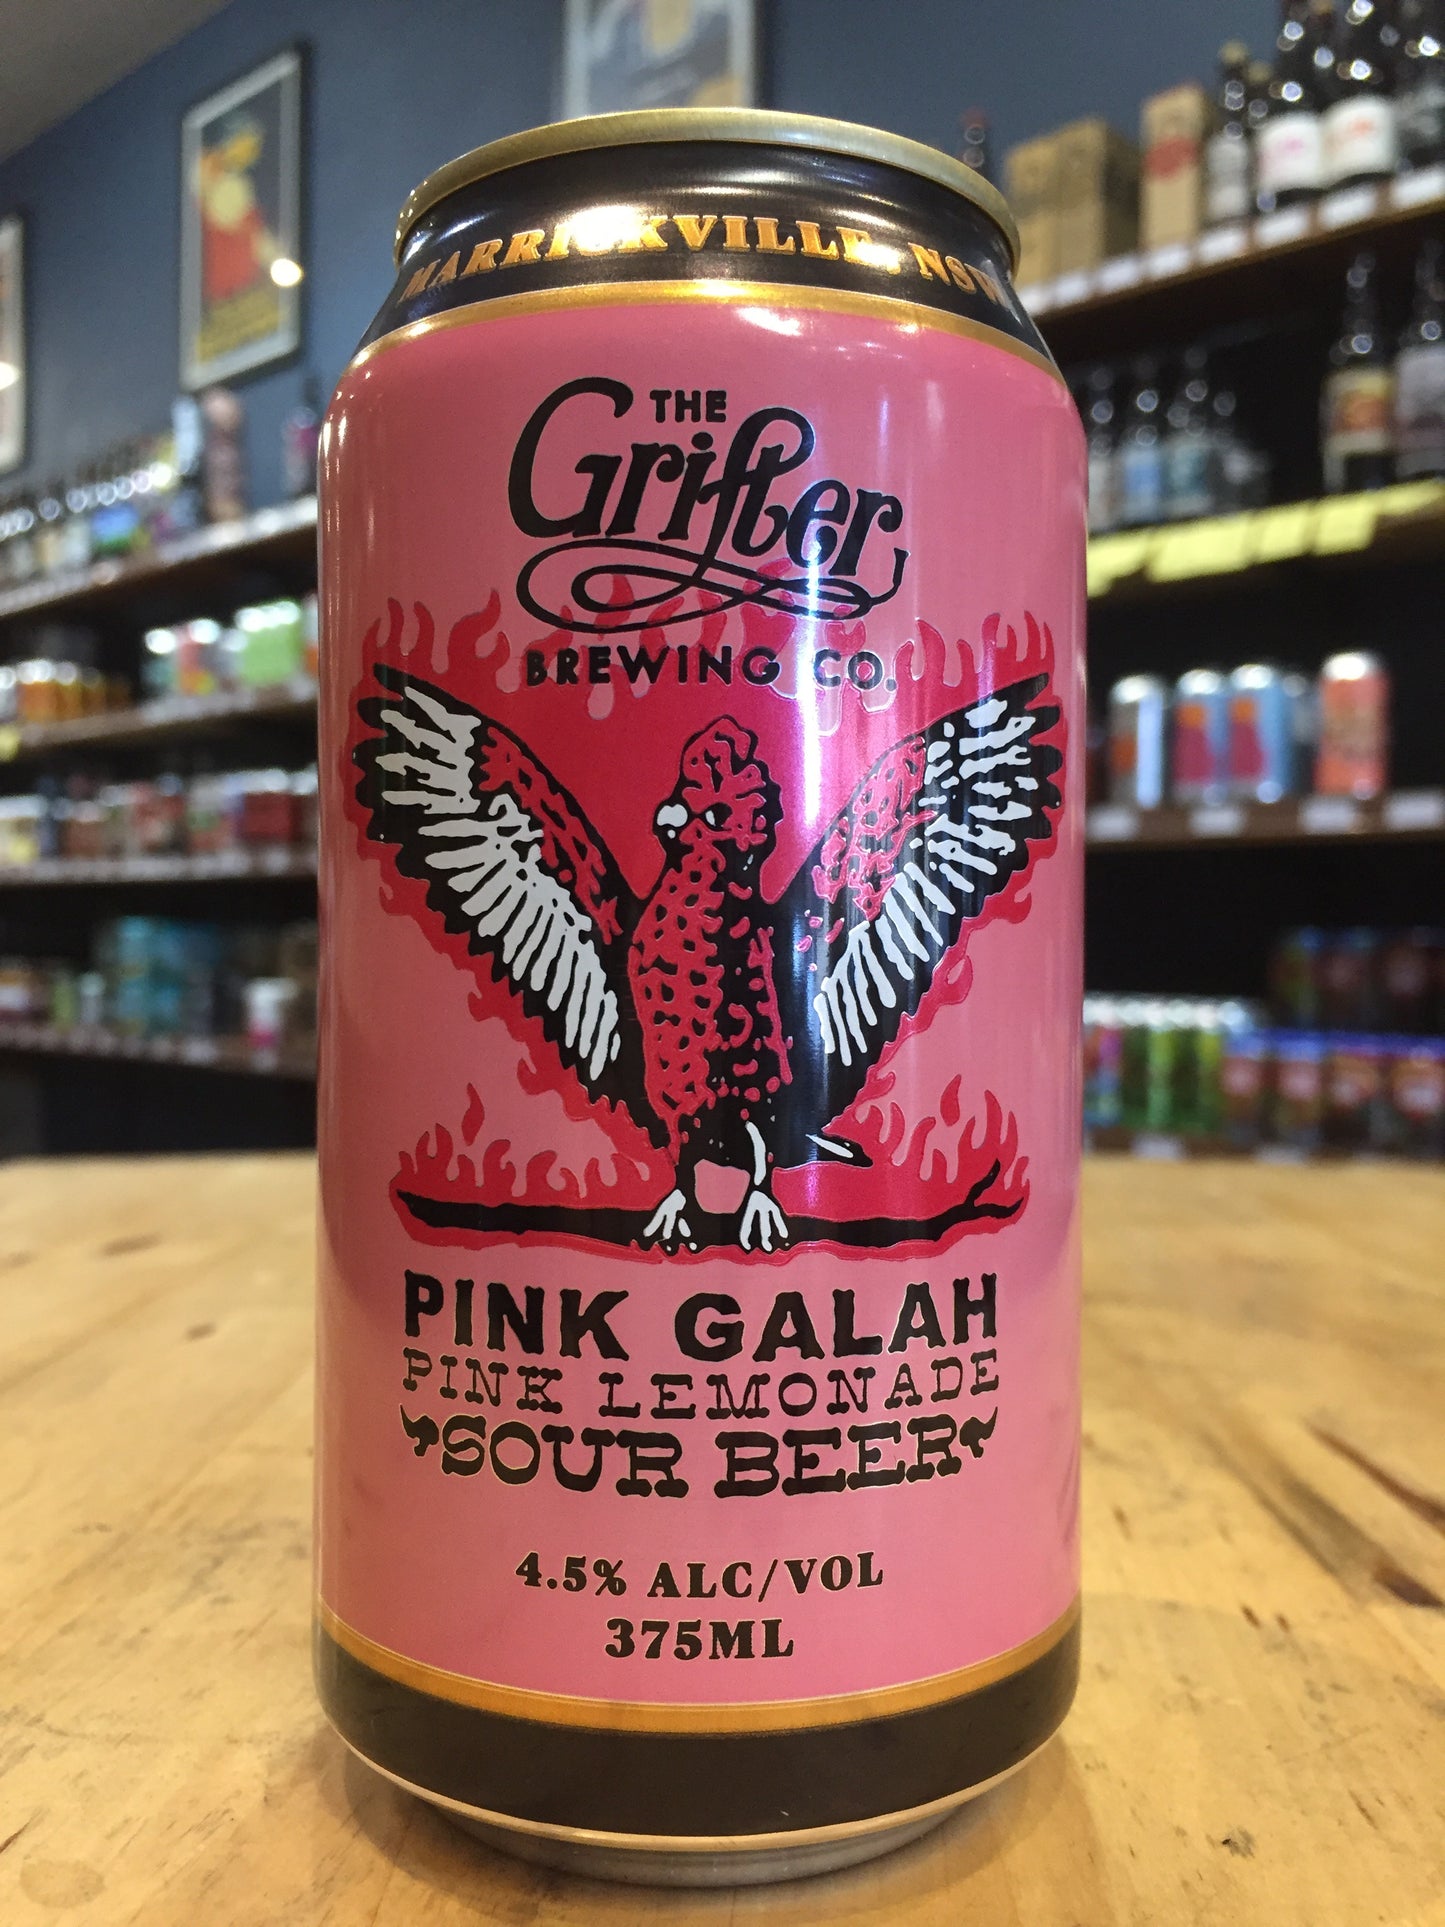 MARRICKVILLE, NSW
THE
Grifter
BREWING CO.
PINK GALAH
PINK LEMONADE
SOUR BEER
4.5% ALC/VOL
375ML